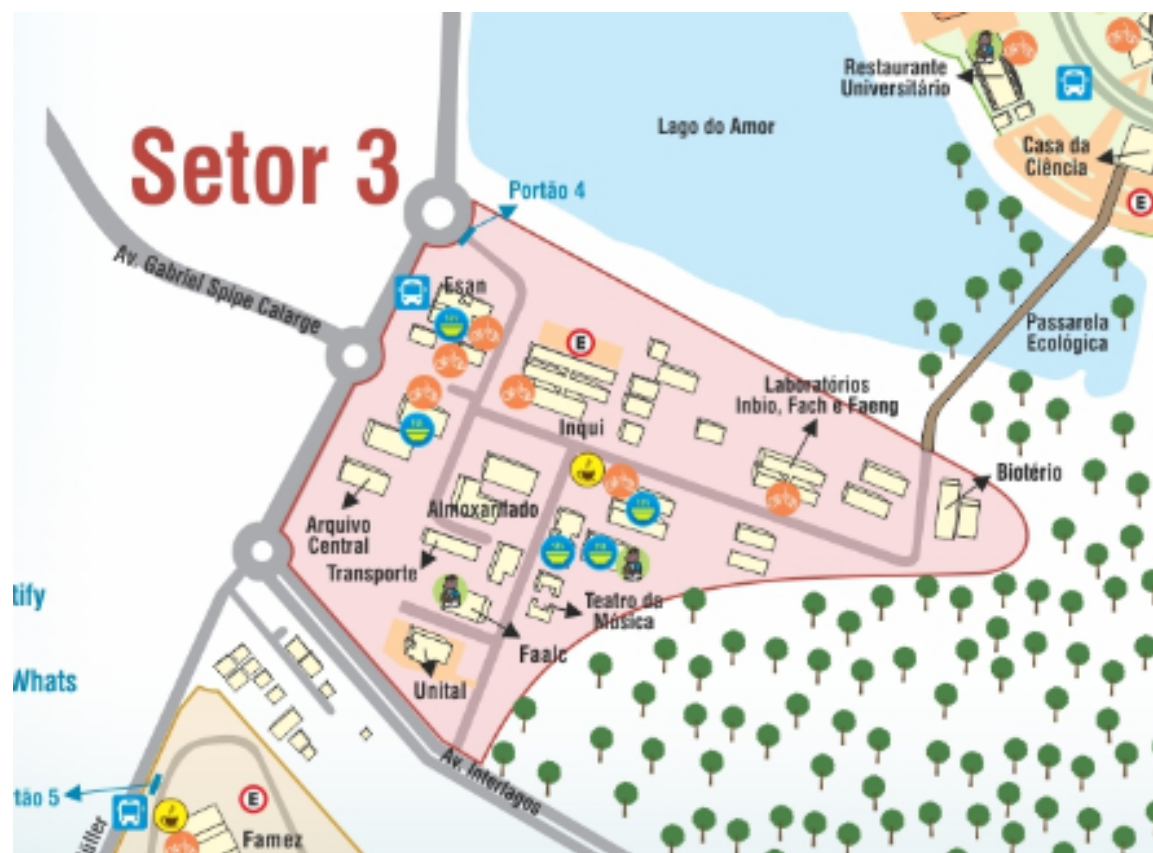 Setor 3
Portão 4
Lago do Amor
Restaurante
Universitário
Casa da
Ciência
E
Av. Gabriel Spipe Calarge
Esan
E
Passarela
Ecológica
Laboratórios
Inbio, Fach e Faeng
Inqui
Biotério
Almoxarifado
Arquivo
Central
Transporte
Teatro da
Música
Faalc
Unital
tify
Whats
Av. Interlagos
tão 5
E
Famez
üller